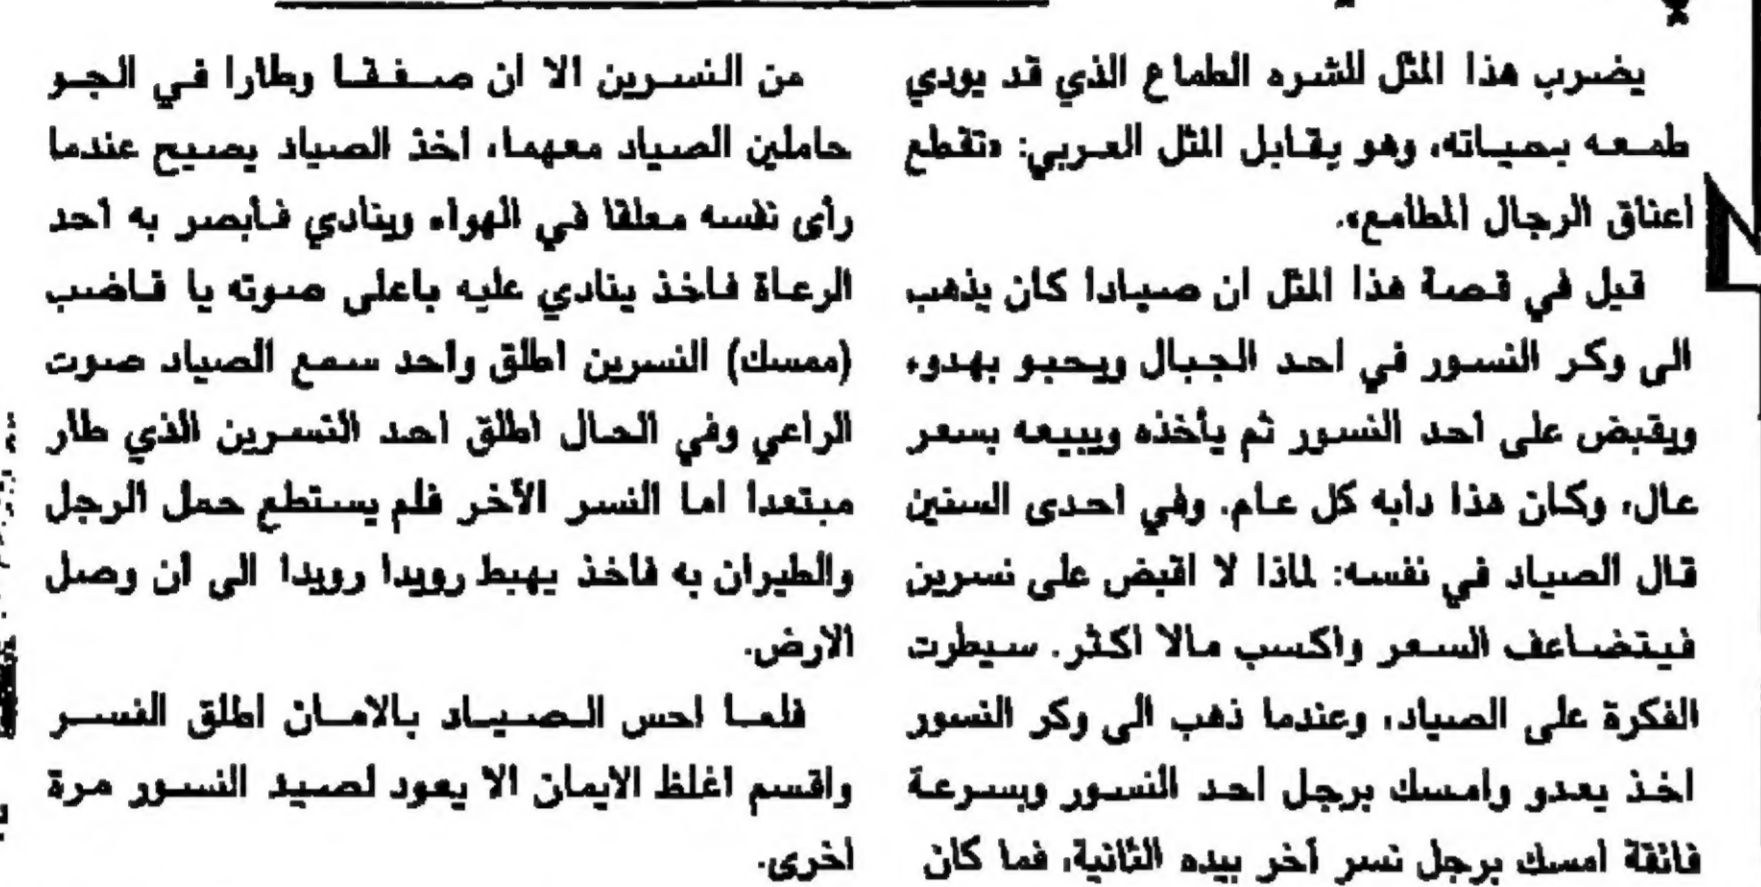 يضرب هذا المثل للشره الطماع الذي قد يودي
طمعه بحياته، وهو يقابل المثل العربي: «تقطع
اعناق الرجال المطامع».
قيل في قصة هذا المثل ان صيادا كان يذهب
الى وكر النسور في احد الجبال ويحبو بهدوء
ويقبض على احد النسور ثم يأخذه ويبيعه بسعر
عال، وكان هذا دابه كل عام. وفي احدى السنين
قال الصياد في نفسه: لماذا لا اقبض على نسرين
فيتضاعف السعر واكسب مالا اكثر. سيطرت
الفكرة على الصياد، وعندما ذهب الى وكر النسور
اخذ يعدو وامسك برجل احد النسور وبسرعة
فائقة امسك برجل نسر آخر بيده الثانية، فما كان
من النسرين الا ان صفقا وطارا في الجو
حاملين الصياد معهما، اخذ الصياد يصيح عندما
رأى نفسه معلقا في الهواء وينادي فأبصر به احد
الرعاة فاخذ ينادي عليه باعلى صوته يا قاضب
(ممسك) النسرين اطلق واحد سمع الصياد صوت
الراعي وفي الحال اطلق احد النسرين الذي طار
مبتعدا اما النسر الآخر فلم يستطع حمل الرجل
والطيران به فاخذ يهبط رويدا رويدا الى أن وصل
الارض.
فلما احس الصياد بالامان اطلق النسر
واقسم اغلظ الايمان الا يعود لصيد النسور مرة
اخرى.